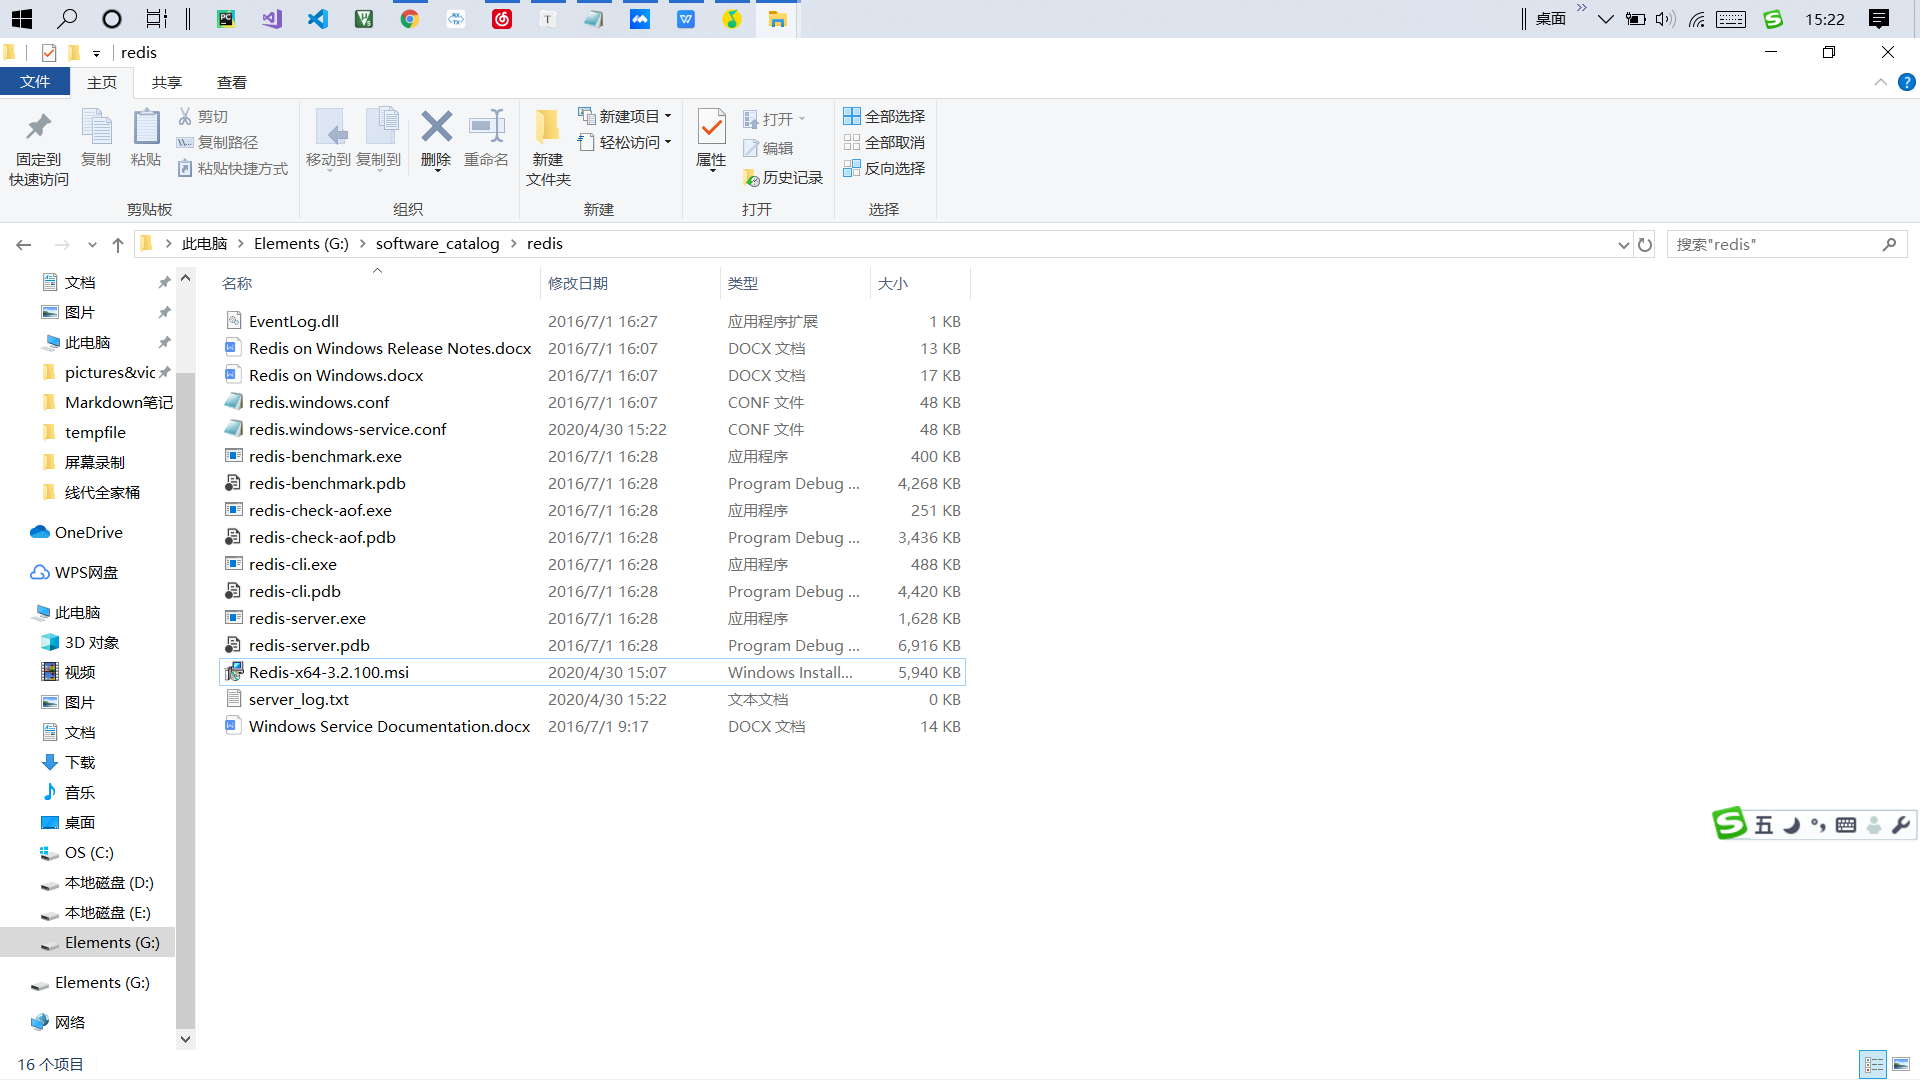 桌面
15:22
redis
文件 主页 共享 查看
固定到
快速访问
复制
粘贴
剪切
复制路径
粘贴快捷方式
剪贴板
移动到
复制到
删除
重命名
组织
新建
文件夹
新建项目
轻松访问
新建
属性
打开
编辑
历史记录
打开
全部选择
全部取消
反向选择
选择
此电脑 Elements (G:) software_catalog redis
搜索"redis"
文档
图片
此电脑
pictures&vic
Markdown笔记
tempfile
屏幕录制
线代全家桶
OneDrive
WPS网盘
此电脑
3D 对象
视频
图片
文档
下载
音乐
桌面
OS (C:)
本地磁盘 (D:)
本地磁盘 (E:)
Elements (G:)
Elements (G:)
网络
名称 修改日期 类型 大小
EventLog.dll 2016/7/1 16:27 应用程序扩展 1 KB
Redis on Windows Release Notes.docx 2016/7/1 16:07 DOCX 文档 13 KB
Redis on Windows.docx 2016/7/1 16:07 DOCX 文档 17 KB
redis.windows.conf 2016/7/1 16:07 CONF 文件 48 KB
redis.windows-service.conf 2020/4/30 15:22 CONF 文件 48 KB
redis-benchmark.exe 2016/7/1 16:28 应用程序 400 KB
redis-benchmark.pdb 2016/7/1 16:28 Program Debug ... 4,268 KB
redis-check-aof.exe 2016/7/1 16:28 应用程序 251 KB
redis-check-aof.pdb 2016/7/1 16:28 Program Debug ... 3,436 KB
redis-cli.exe 2016/7/1 16:28 应用程序 488 KB
redis-cli.pdb 2016/7/1 16:28 Program Debug ... 4,420 KB
redis-server.exe 2016/7/1 16:28 应用程序 1,628 KB
redis-server.pdb 2016/7/1 16:28 Program Debug ... 6,916 KB
Redis-x64-3.2.100.msi 2020/4/30 15:07 Windows Install... 5,940 KB
server_log.txt 2020/4/30 15:22 文本文档 0 KB
Windows Service Documentation.docx 2016/7/1 9:17 DOCX 文档 14 KB
五
16 个项目